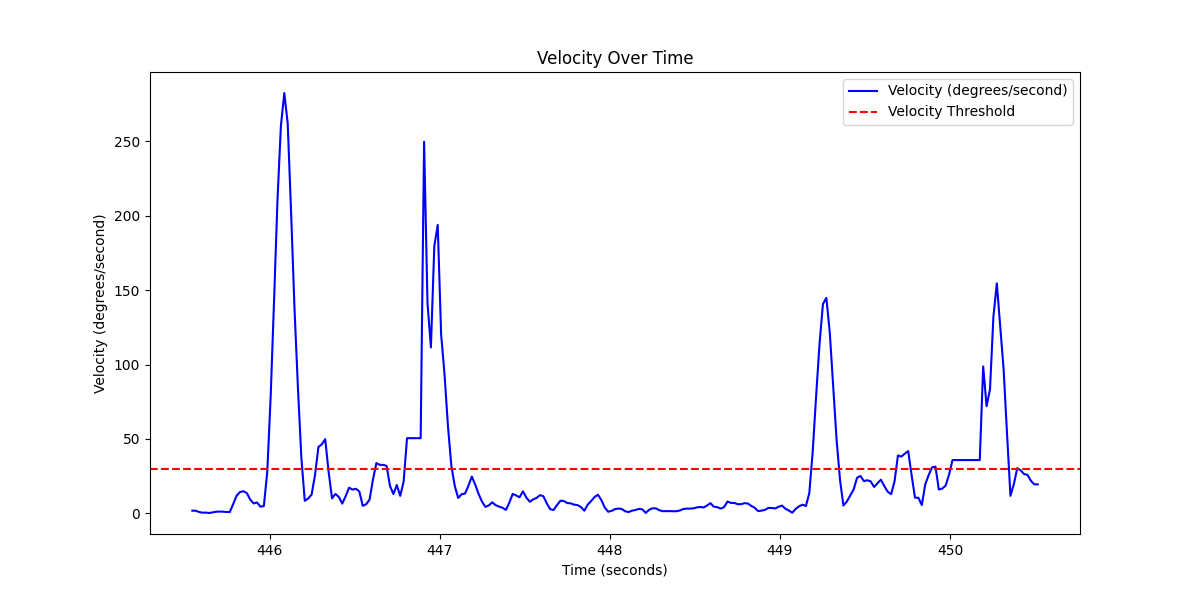 Velocity Over Time
Velocity (degrees/second)
Velocity Threshold
250
200
150
100
50
0
Velocity (degrees/second)
446
447
448
449
450
Time (seconds)